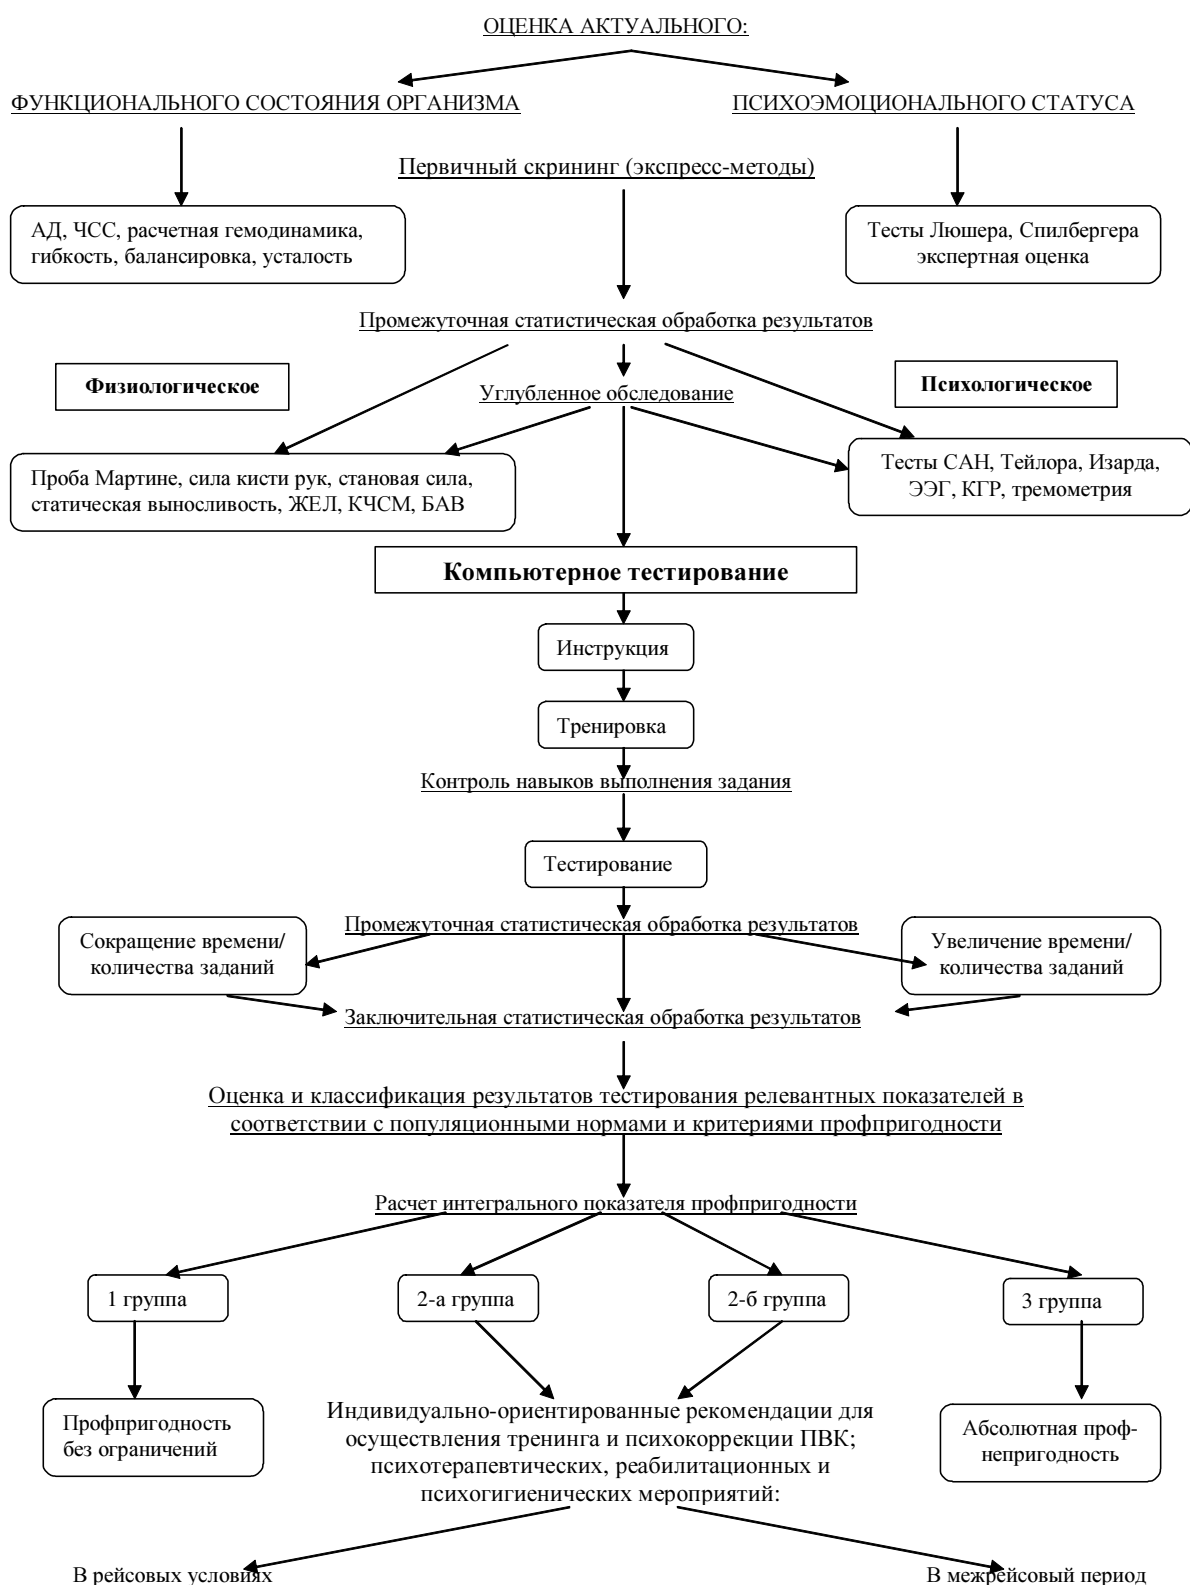 ОЦЕНКА АКТУАЛЬНОГО:
ФУНКЦИОНАЛЬНОГО СОСТОЯНИЯ ОРГАНИЗМА
ПСИХОЭМОЦИОНАЛЬНОГО СТАТУСА
Первичный скрининг (экспресс-методы)
АД, ЧСС, расчетная гемодинамика,
гибкость, балансировка, усталость
Тесты Люшера, Спилбергера
экспертная оценка
Промежуточная статистическая обработка результатов
Физиологическое
Углубленное обследование
Психологическое
Проба Мартине, сила кисти рук, становая сила,
статическая выносливость, ЖЕЛ, КЧСМ, БАВ
Тесты САН, Тейлора, Изарда,
ЭЭГ, КГР, тремометрия
Компьютерное тестирование
Инструкция
Тренировка
Контроль навыков выполнения задания
Тестирование
Промежуточная статистическая обработка результатов
Сокращение времени/
количества заданий
Увеличение времени/
количества заданий
Заключительная статистическая обработка результатов
Оценка и классификация результатов тестирования релевантных показателей в
соответствии с популяционными нормами и критериями профпригодности
Расчет интегрального показателя профпригодности
1 группа
2-а группа
2-б группа
3 группа
Профпригодность
без ограничений
Индивидуально-ориентированные рекомендации для
осуществления тренинга и психокоррекции ПВК;
психотерапевтических, реабилитационных и
психогигиенических мероприятий:
Абсолютная проф-
непригодность
В рейсовых условиях
В межрейсовый период